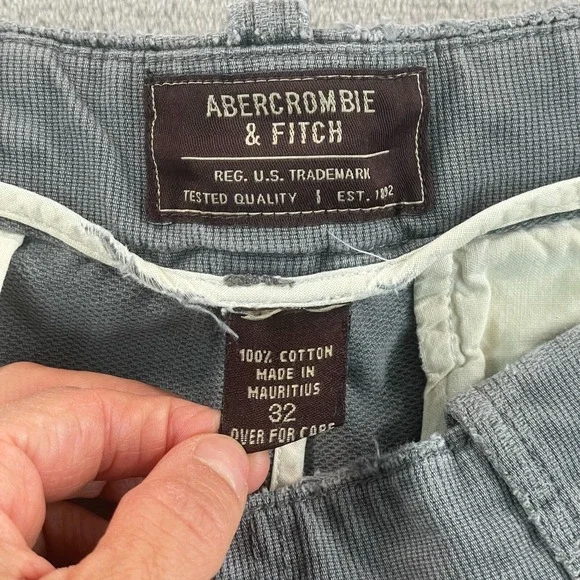 ABERCROMBIE
& FITCH
REG. U.S. TRADEMARK
TESTED QUALITY EST. 1892
100% COTTON
MADE IN
MAURITIUS
32
OVER FOR CARE